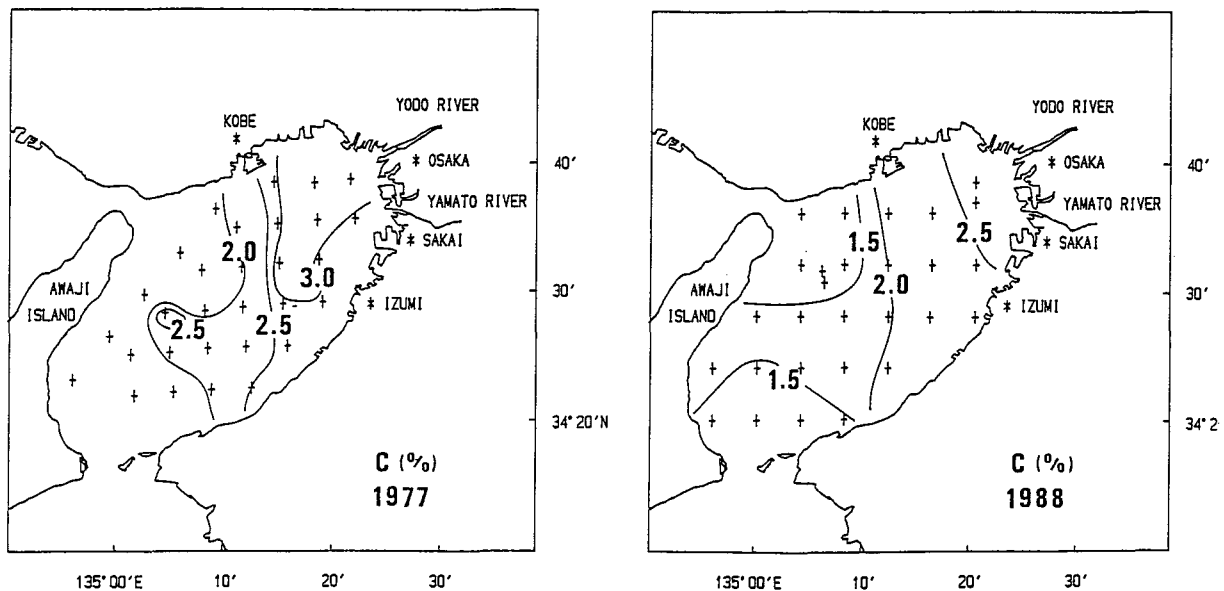 YODO RIVER
KOBE
* OSAKA
40'
YAMATO RIVER
* SAKAI
2.0
3.0
AWAJI
ISLAND
30'
* IZUMI
2.5
2.5
34°20'N
C (%)
1977
135°00'E 10' 20' 30'
YODO RIVER
KOBE
* OSAKA
40'
YAMATO RIVER
2.5
* SAKAI
1.5
2.0
AWAJI
ISLAND
30'
* IZUMI
1.5
34°2
C (%)
1988
135°00'E 10' 20' 30'